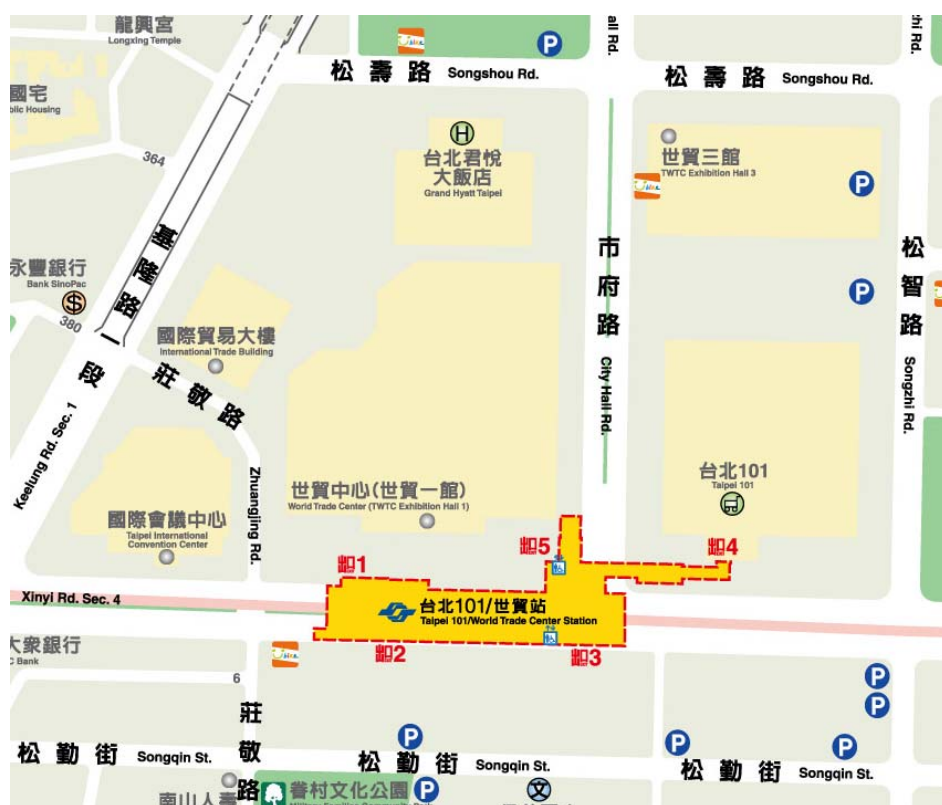 龍興宮
Longxing Temple
P
松壽路 Songshou Rd.
松壽路 Songshou Rd.
國宅
364
H
台北君悅
大飯店
Grand Hyatt Taipei
世貿三館
TWTC Exhibition Hall 3
P
基隆路一段
Keelung Rd. Sec. 1
市府路
City Hall Rd.
松智路
Songzhi Rd.
永豐銀行
Bank SinoPac
$
380
P
國際貿易大樓
International Trade Building
莊敬路
Zhuangjing Rd.
台北101
Taipei 101
世貿中心(世貿一館)
World Trade Center (TWTC Exhibition Hall 1)
國際會議中心
Taipei International
Convention Center
出口1
出口5
出口4
Xinyi Rd. Sec. 4
台北101/世貿站
Taipei 101/World Trade Center Station
出口2
出口3
大眾銀行
Bank
6
莊敬路
P
P
P
P
P
松勤街 Songqin St.
松勤街 Songqin St.
松勤街 Songqin St.
南山人壽
眷村文化公園
P
文